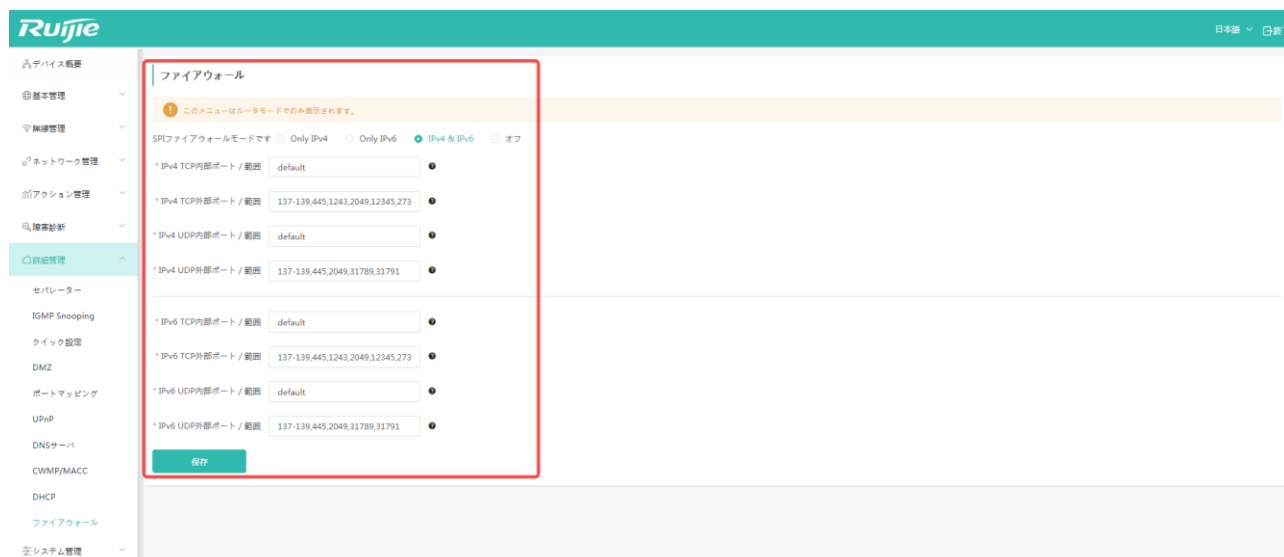 Ruijie
日本語
デバイス概要
基本管理
無線管理
ネットワーク管理
アクション管理
障害診断
詳細管理
セパレーター
IGMP Snooping
クイック設定
DMZ
ポートマッピング
UPnP
DNSサーバ
CWMP/MACC
DHCP
ファイアウォール
システム管理
ファイアウォール
このメニューはルータモードでのみ表示されます。
SPIファイアウォールモードです Only IPv4 Only IPv6 IPv4 & IPv6 オフ
* IPv4 TCP内部ポート / 範囲 default
* IPv4 TCP外部ポート / 範囲 137-139,445,1243,2049,12345,273
* IPv4 UDP内部ポート / 範囲 default
* IPv4 UDP外部ポート / 範囲 137-139,445,2049,31789,31791
* IPv6 TCP内部ポート / 範囲 default
* IPv6 TCP外部ポート / 範囲 137-139,445,1243,2049,12345,273
* IPv6 UDP内部ポート / 範囲 default
* IPv6 UDP外部ポート / 範囲 137-139,445,2049,31789,31791
保存